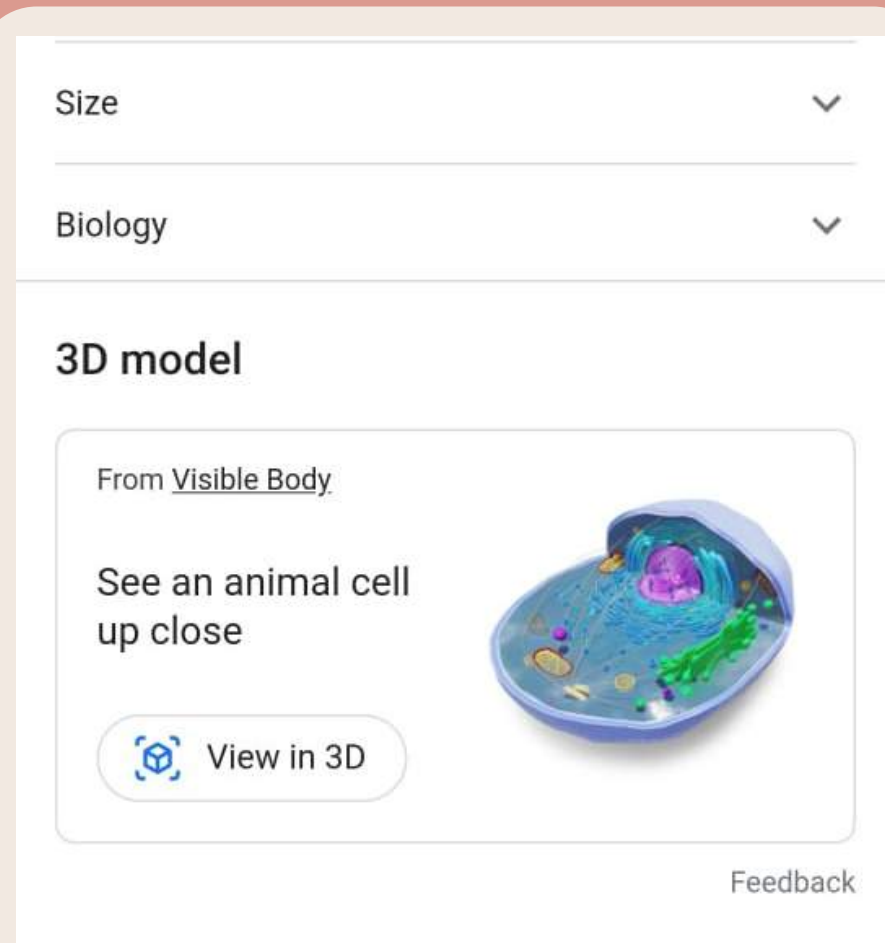 Size
Biology
3D model
From Visible Body
See an animal cell
up close
View in 3D
Feedback